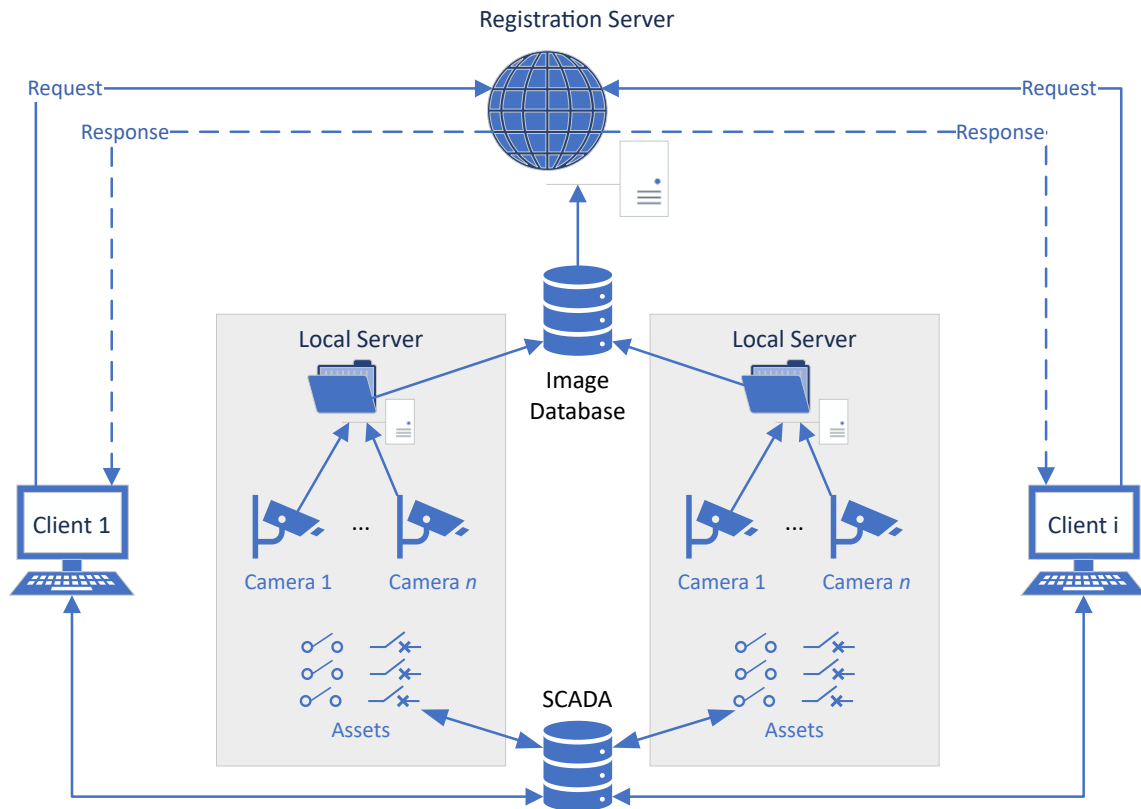 Registration Server
Request
Request
Response
Response
Local Server
Local Server
Image
Database
Client 1
Client i
...
...
Camera 1
Camera n
Camera 1
Camera n
SCADA
Assets
Assets